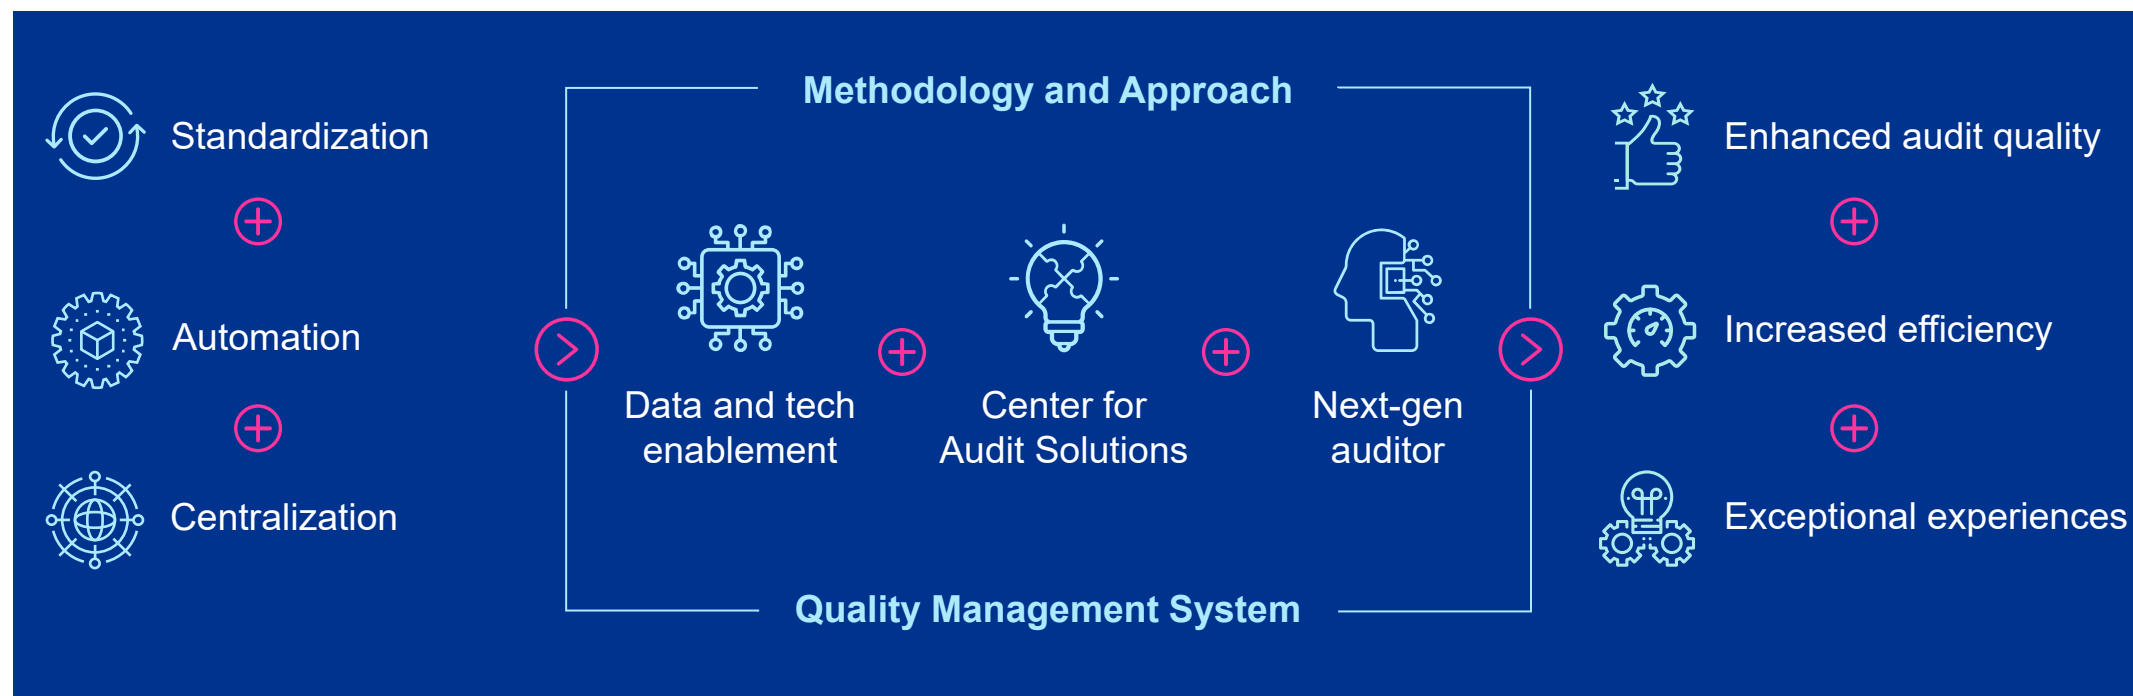 Standardization
Automation
Centralization
Methodology and Approach
Data and tech
enablement
Center for
Audit Solutions
Next-gen
auditor
Quality Management System
Enhanced audit quality
Increased efficiency
Exceptional experiences